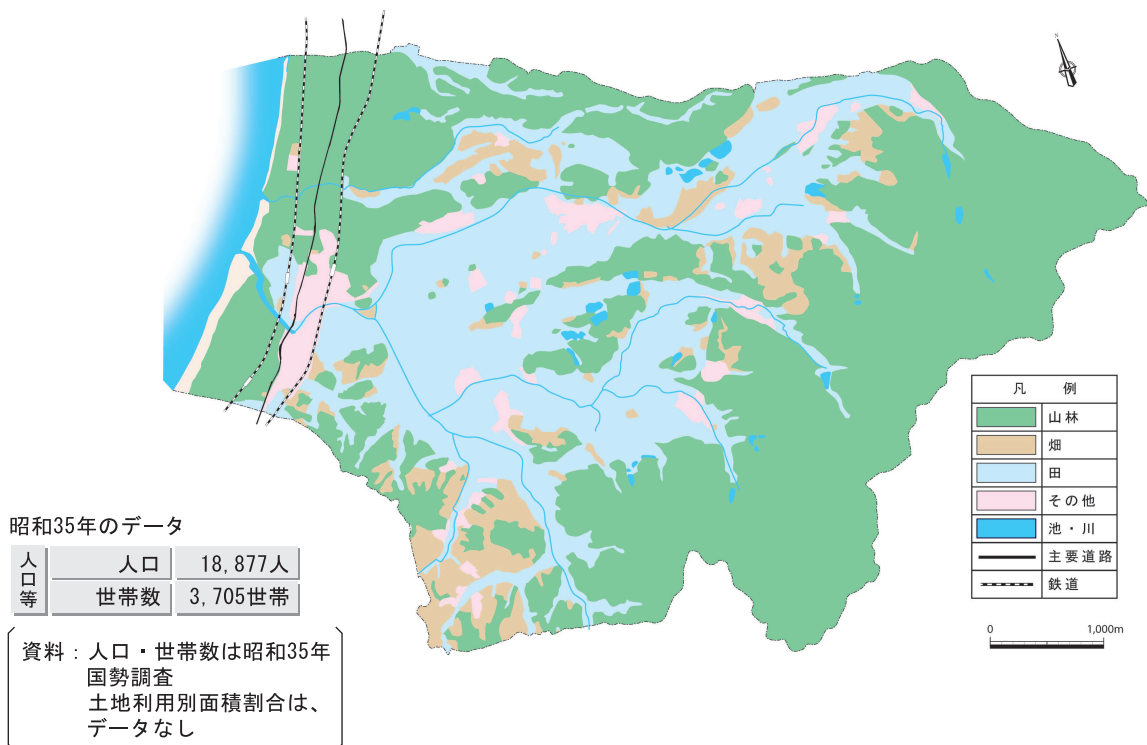 N
凡 例
山林
畑
田
その他
池・川
主要道路
鉄道
0 1,000m
昭和35年のデータ
人口等
人口 18,877人
世帯数 3,705世帯
資料：人口・世帯数は昭和35年
国勢調査
土地利用別面積割合は、
データなし